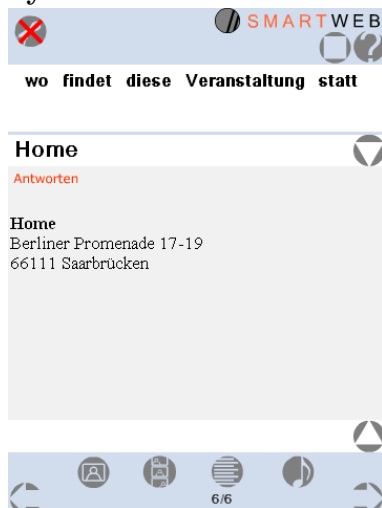 SMARTWEB
?
wo findet diese Veranstaltung statt
Home
Antworten
Home
Berliner Promenade 17-19
66111 Saarbrücken
6/6